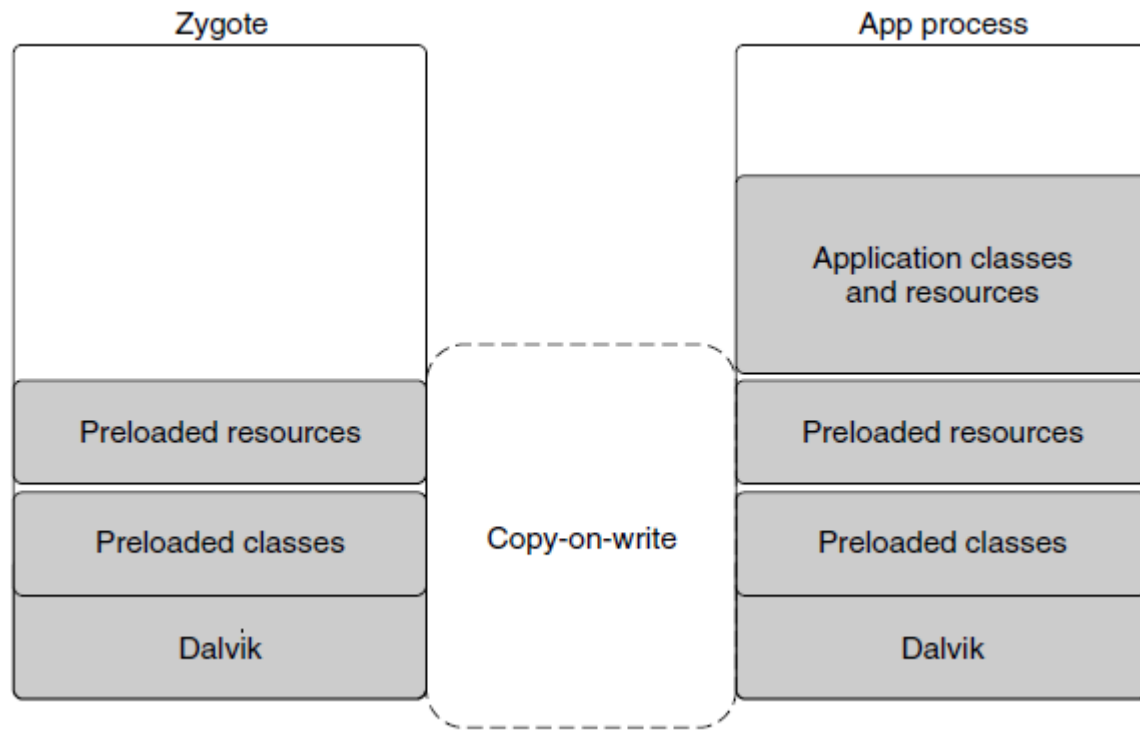 Zygote
App process
Application classes
and resources
Preloaded resources
Preloaded resources
Preloaded classes
Copy-on-write
Preloaded classes
Dalvik
Dalvik